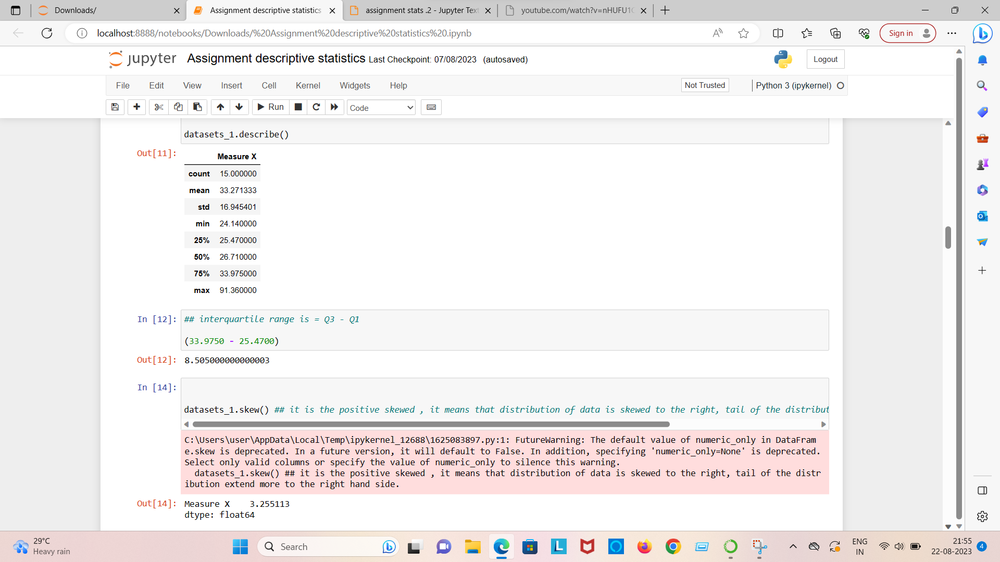 Downloads/
Assignment descriptive statistics
assignment stats .2 - Jupyter Text
youtube.com/watch?v=nHUFU1C
localhost:8888/notebooks/Downloads/%20Assignment%20descriptive%20statistics%20.ipynb
Sign in
jupyter
Assignment descriptive statistics
Last Checkpoint: 07/08/2023
(autosaved)
Logout
File
Edit
View
Insert
Cell
Kernel
Widgets
Help
Not Trusted
Python 3 (ipykernel)
Run
Code
datasets_1.describe()
Out[11]:
Measure X
count 15.000000
mean 33.271333
std 16.945401
min 24.140000
25% 25.470000
50% 26.710000
75% 33.975000
max 91.360000
In [12]: ## interquartile range is = Q3 - Q1
(33.9750 - 25.4700)
Out[12]: 8.505000000000003
In [14]:
datasets_1.skew() ## it is the positive skewed , it means that distribution of data is skewed to the right, tail of the distribut
C:\Users\user\AppData\Local\Temp\ipykernel_12688\1625083897.py:1: FutureWarning: The default value of numeric_only in DataFram
e.skew is deprecated. In a future version, it will default to False. In addition, specifying 'numeric_only=None' is deprecated.
Select only valid columns or specify the value of numeric_only to silence this warning.
datasets_1.skew() ## it is the positive skewed , it means that distribution of data is skewed to the right, tail of the distr
ibution extend more to the right hand side.
Out[14]: Measure X 3.255113
dtype: float64
29°C
Heavy rain
Search
ENG
IN
21:55
22-08-2023
4